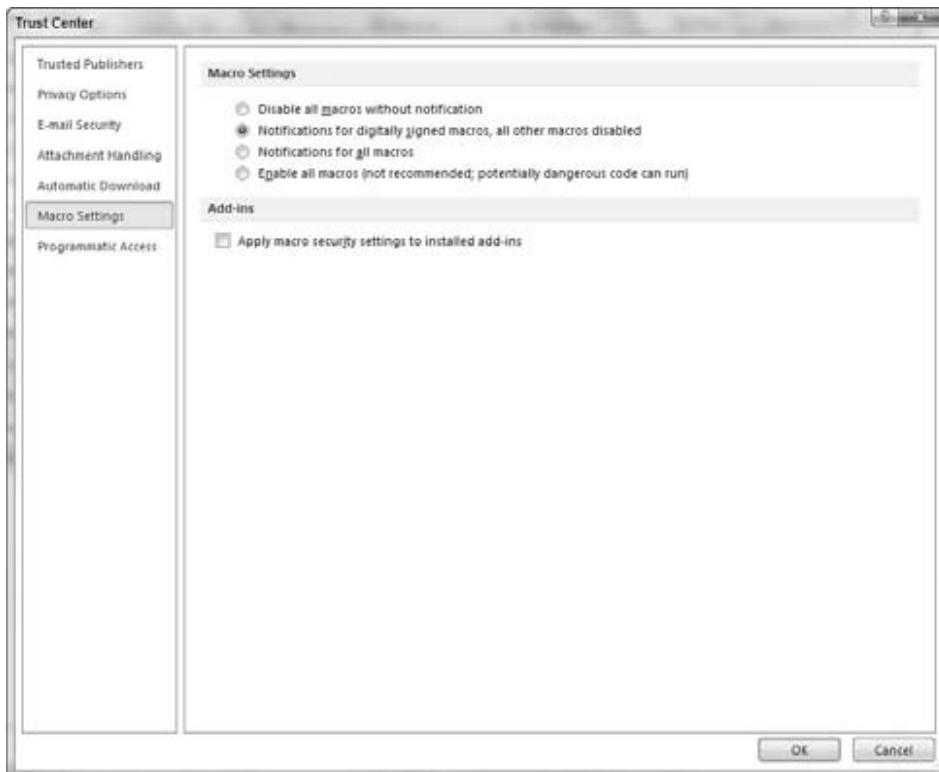 Trust Center
Trusted Publishers
Privacy Options
E-mail Security
Attachment Handling
Automatic Download
Macro Settings
Programmatic Access
Macro Settings
Disable all macros without notification
Notifications for digitally signed macros, all other macros disabled
Notifications for all macros
Enable all macros (not recommended; potentially dangerous code can run)
Add-ins
Apply macro security settings to installed add-ins
OK
Cancel